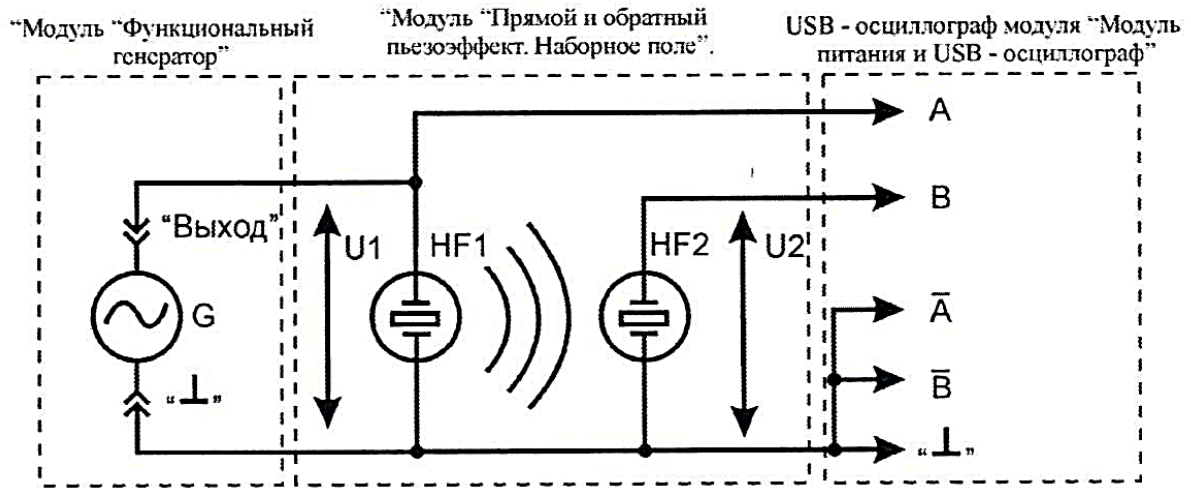 “Модуль “Функциональный
генератор”
“Модуль “Прямой и обратный
пьезоэффект. Наборное поле”.
USB - осциллограф модуля “Модуль
питания и USB - осциллограф”
A
B
“Выход”
U1
HF1
HF2
U2
G
A̅
B̅
“⊥”
“⊥”